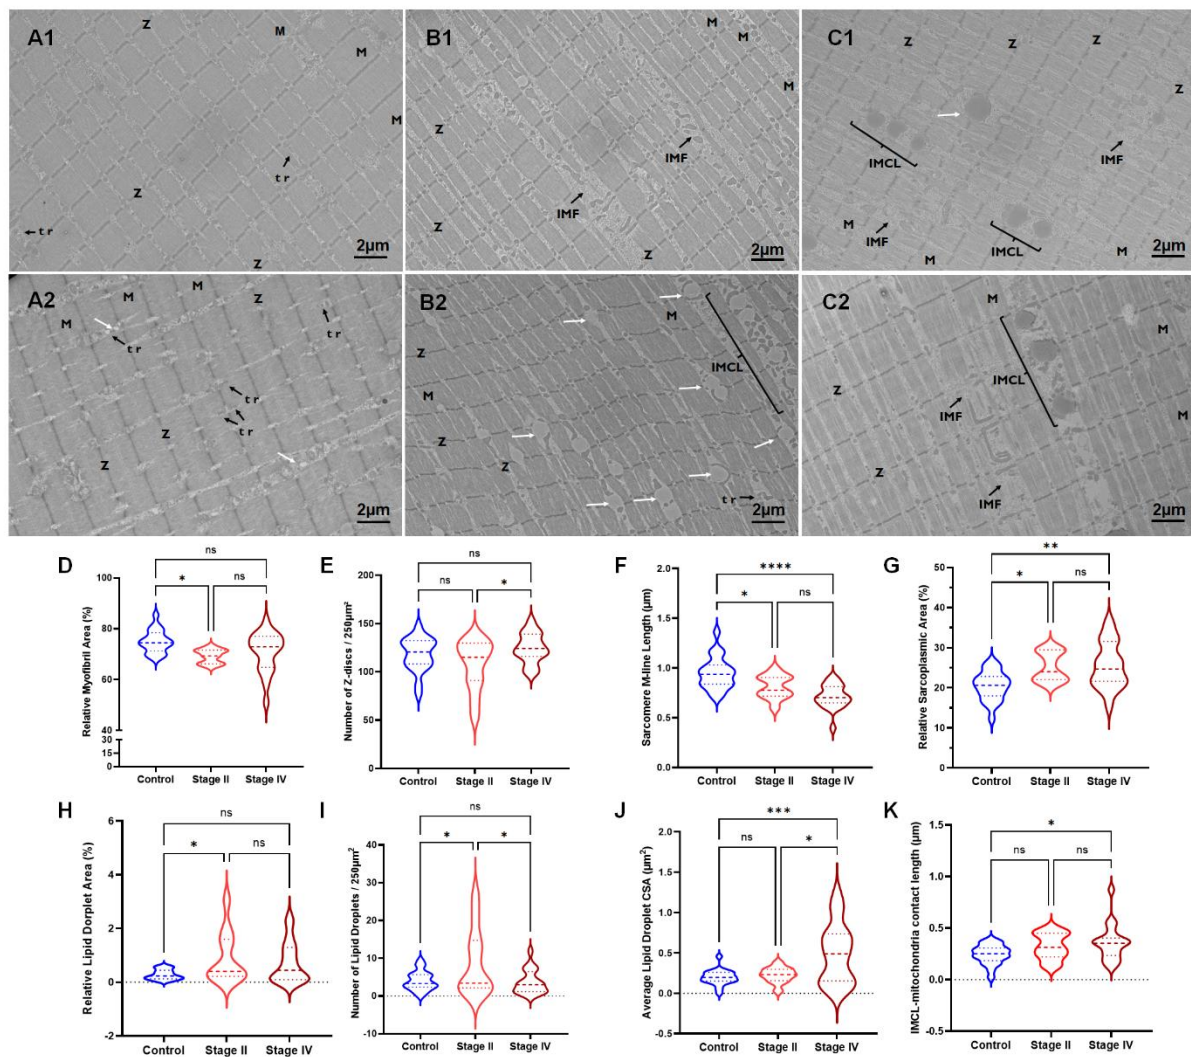 A1
Z
M
M
M
tr
Z
tr
Z
2µm
B1
M
M
M
Z
IMF
IMF
Z
Z
2µm
C1
Z
Z
Z
Z
IMCL
IMF
M
IMF
IMCL
M
M
2µm
A2
M
M
Z
M
tr
tr
tr
tr
Z
Z
2µm
B2
M
Z
IMCL
M
Z
Z
tr
2µm
C2
M
M
IMCL
Z
IMF
M
Z
IMF
2µm
D
ns
* ns
Relative Myofibril Area (%)
100
80
60
40
30
15
0
Control Stage II Stage IV
E
ns
ns *
Number of Z-discs / 250µm²
200
150
100
50
0
Control Stage II Stage IV
F
****
* ns
Sarcomere M-line Length (µm)
2.0
1.5
1.0
0.5
0.0
Control Stage II Stage IV
G
**
* ns
Relative Sarcoplasmic Area (%)
50
40
30
20
10
0
Control Stage II Stage IV
H
ns
* ns
Relative Lipid Dorplet Area (%)
6
4
2
0
-2
Control Stage II Stage IV
I
ns
* *
Number of Lipid Droplets / 250µm²
40
30
20
10
0
-10
Control Stage II Stage IV
J
***
ns *
Average Lipid Droplet CSA (µm²)
2.0
1.5
1.0
0.5
0.0
-0.5
Control Stage II Stage IV
K
*
ns ns
IMCL-mitochondria contact length (µm)
1.5
1.0
0.5
0.0
-0.5
Control Stage II Stage IV